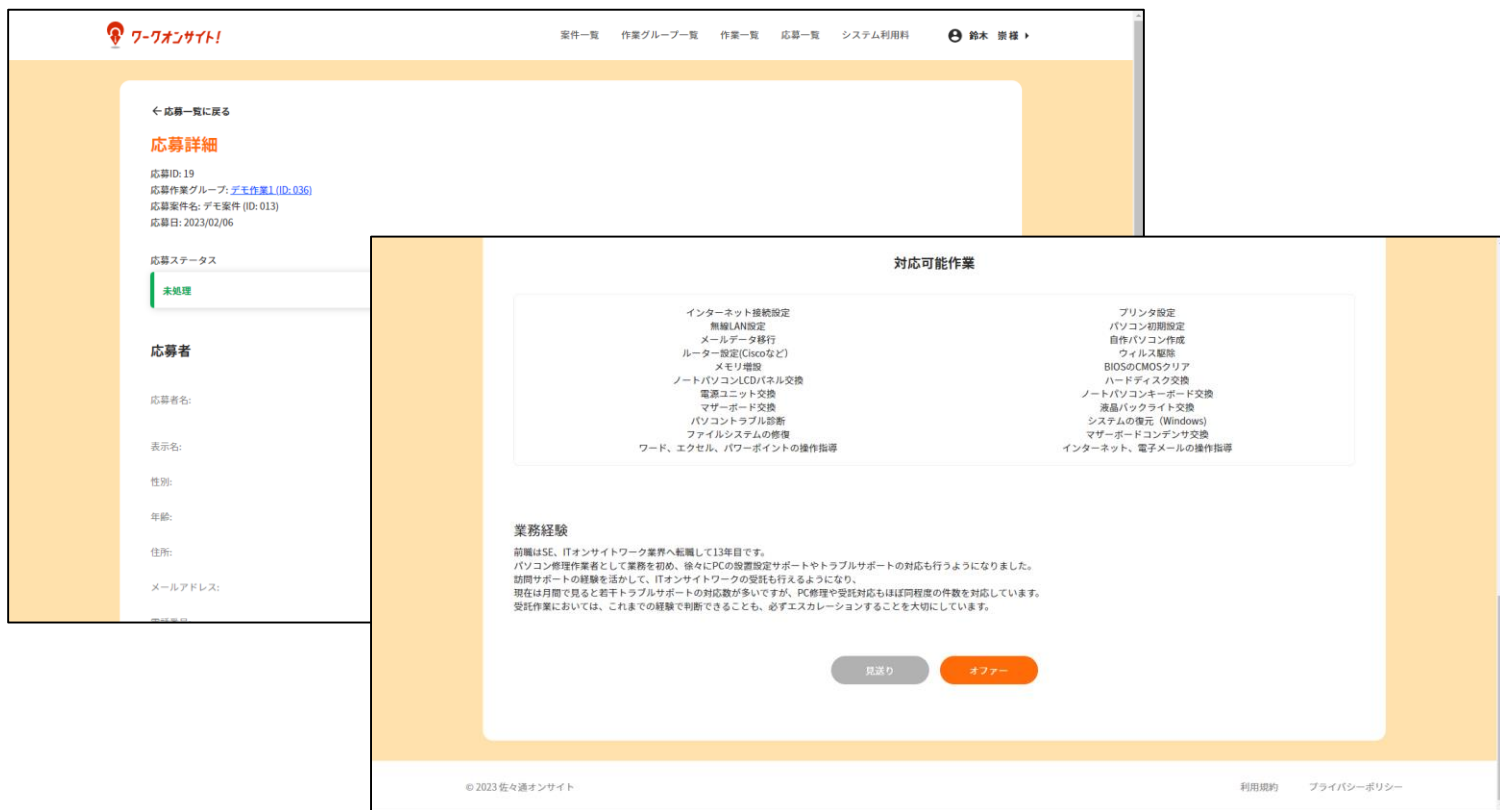 ワークオンサイト!
案件一覧 作業グループ一覧 作業一覧 応募一覧 システム利用料 鈴木 崇様
←応募一覧に戻る
応募詳細
応募ID: 19
応募作業グループ: デモ作業1 (ID: 036)
応募案件名: デモ案件 (ID: 013)
応募日: 2023/02/06
応募ステータス
未処理
応募者
応募者名:
表示名:
性別:
年齢:
住所:
メールアドレス:
対応可能作業
インターネット接続設定 プリンタ設定
無線LAN設定 パソコン初期設定
メールデータ移行 自作パソコン作成
ルーター設定(Ciscoなど) ウィルス駆除
メモリ増設 BIOSのCMOSクリア
ノートパソコンLCDパネル交換 ハードディスク交換
電源ユニット交換 ノートパソコンキーボード交換
マザーボード交換 液晶バックライト交換
パソコントラブル診断 システムの復元（Windows)
ファイルシステムの修復 マザーボードコンデンサ交換
ワード、エクセル、パワーポイントの操作指導 インターネット、電子メールの操作指導
業務経験
前職はSE、ITオンサイトワーク業界へ転職して13年目です。
パソコン修理作業者として業務を初め、徐々にPCの設置設定サポートやトラブルサポートの対応も行うようになりました。
訪問サポートの経験を活かして、ITオンサイトワークの受託も行えるようになり、
現在は月間で見ると若干トラブルサポートの対応数が多いですが、PC修理や受託対応もほぼ同程度の件数を対応しています。
受託作業においては、これまでの経験で判断できることも、必ずエスカレーションすることを大切にしています。
見送り オファー
© 2023 佐々通オンサイト 利用規約 プライバシーポリシー